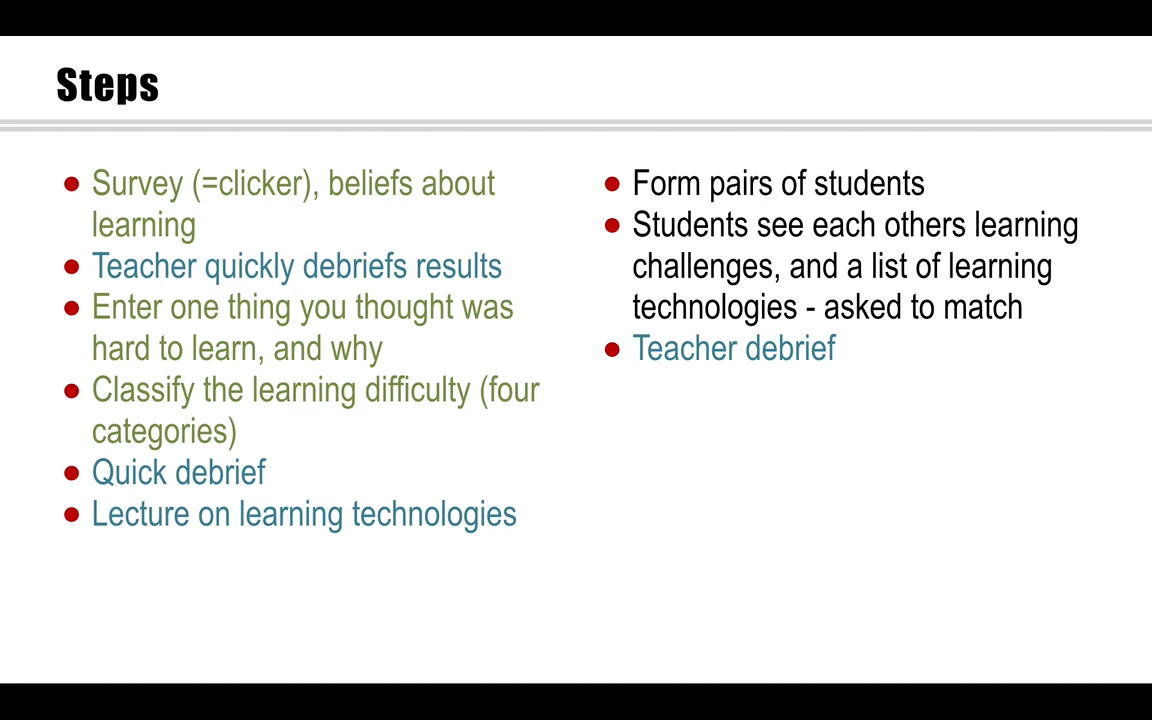 Steps
● Survey (=clicker), beliefs about
learning
● Teacher quickly debriefs results
● Enter one thing you thought was
hard to learn, and why
● Classify the learning difficulty (four
categories)
● Quick debrief
● Lecture on learning technologies
● Form pairs of students
● Students see each others learning
challenges, and a list of learning
technologies - asked to match
● Teacher debrief